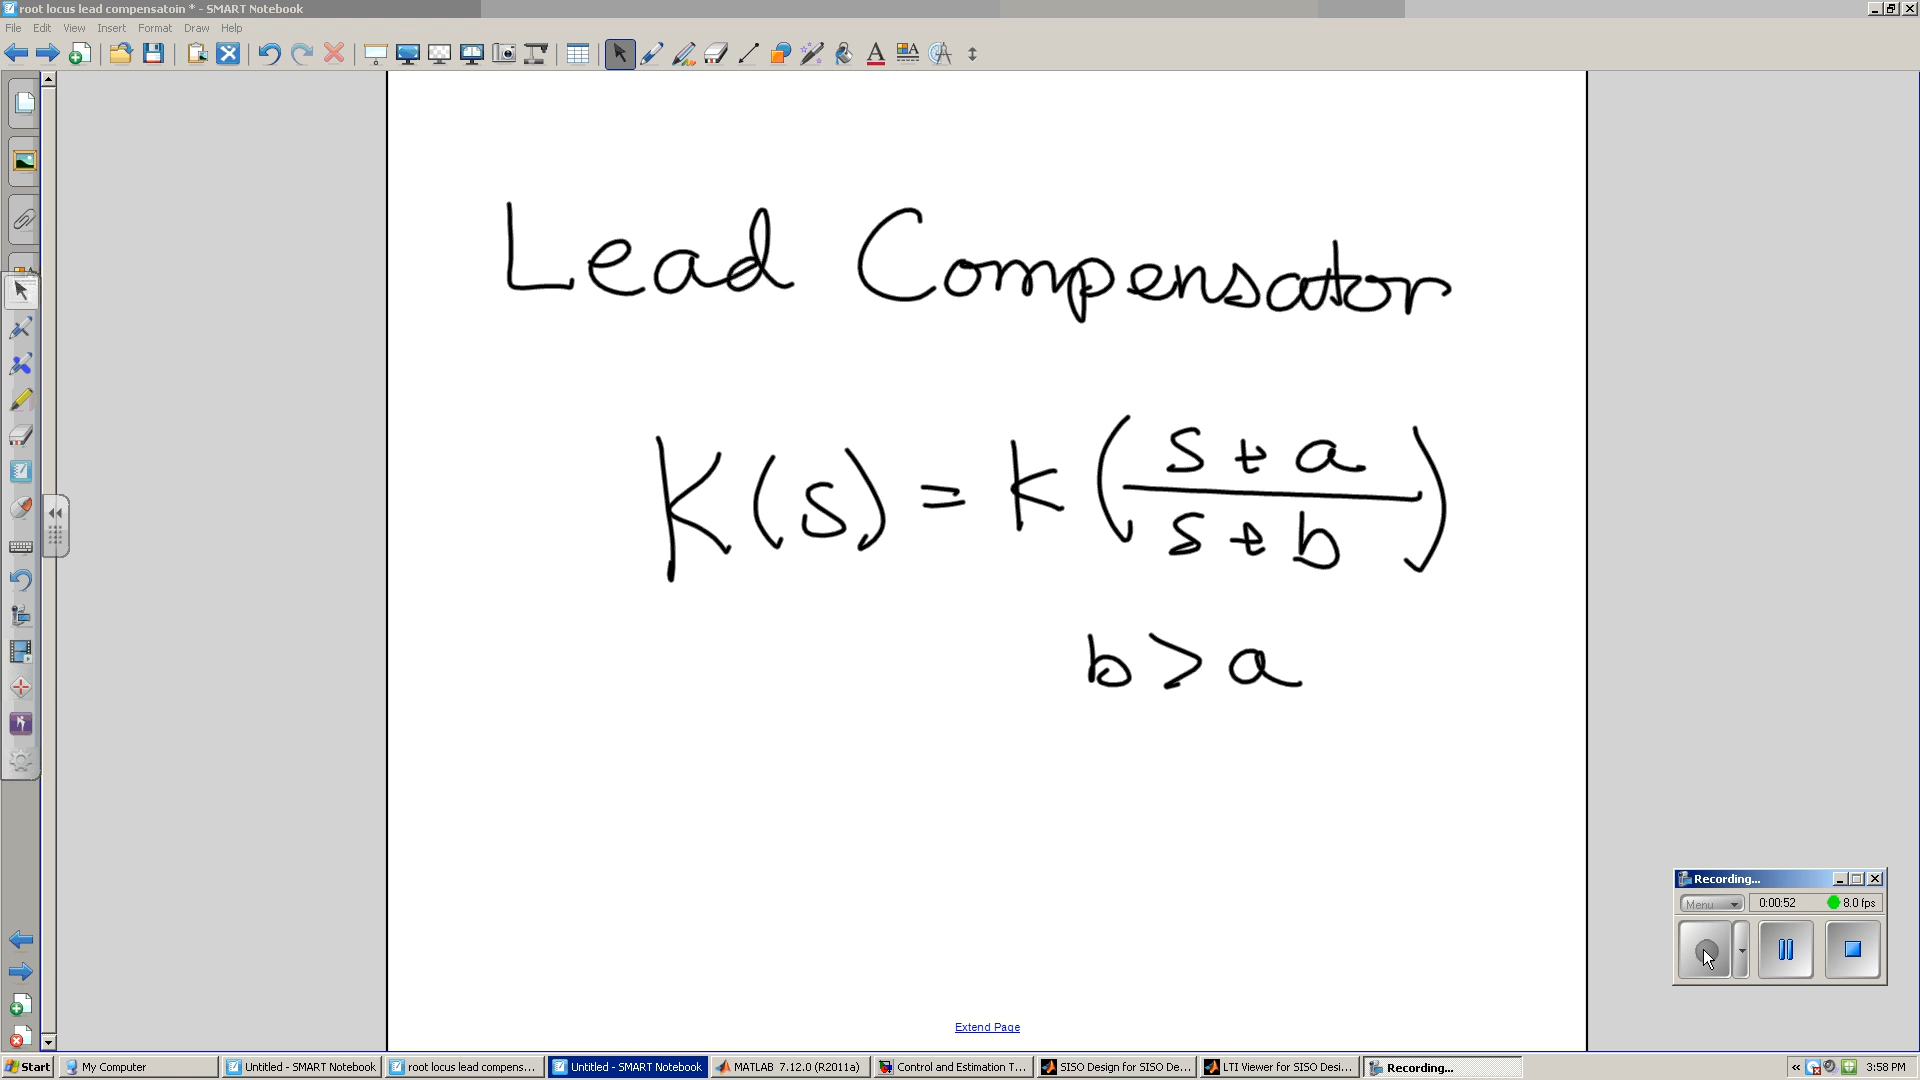 root locus lead compensatoin * - SMART Notebook
File Edit View Insert Format Draw Help
Lead Compensator
K(s) = k ( s + a / s + b )
b > a
Recording...
Menu 0:00:52 8.0 fps
Extend Page
Start My Computer Untitled - SMART Notebook root locus lead compens... Untitled - SMART Notebook MATLAB 7.12.0 (R2011a) Control and Estimation T... SISO Design for SISO De... LTI Viewer for SISO Desi... Recording... « 3:58 PM